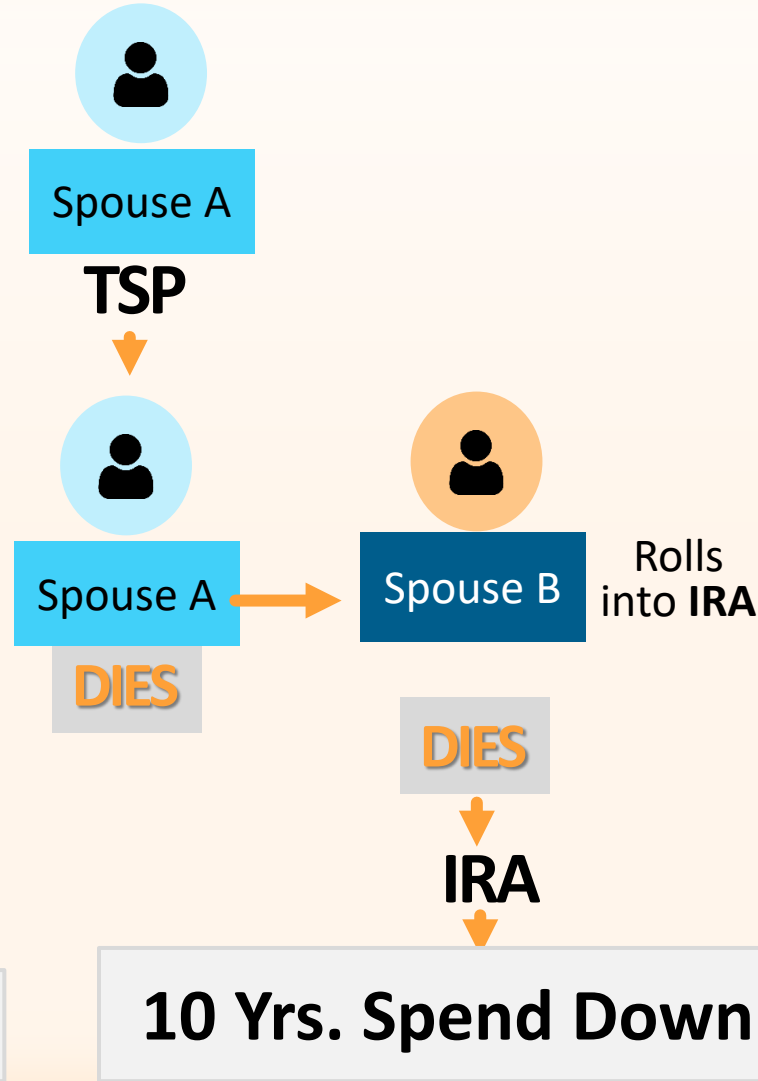 Spouse A
TSP
Spouse A
Spouse B
Rolls
into IRA
DIES
DIES
IRA
10 Yrs. Spend Down